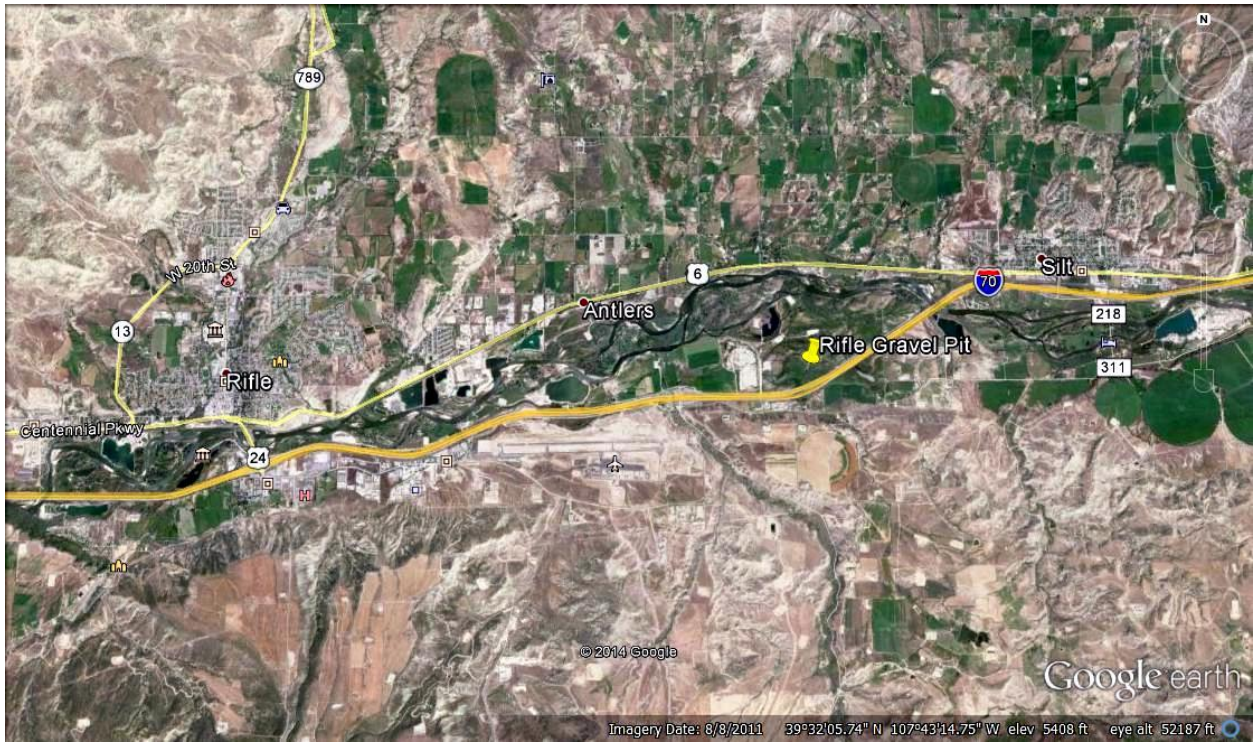 N
789
W 20th St
6
Silt
70
Antlers
218
13
Rifle Gravel Pit
311
Rifle
Centennial Pkwy
24
H
© 2014 Google
Google earth
Imagery Date: 8/8/2011 39°32'05.74" N 107°43'14.75" W elev 5408 ft eye alt 52187 ft